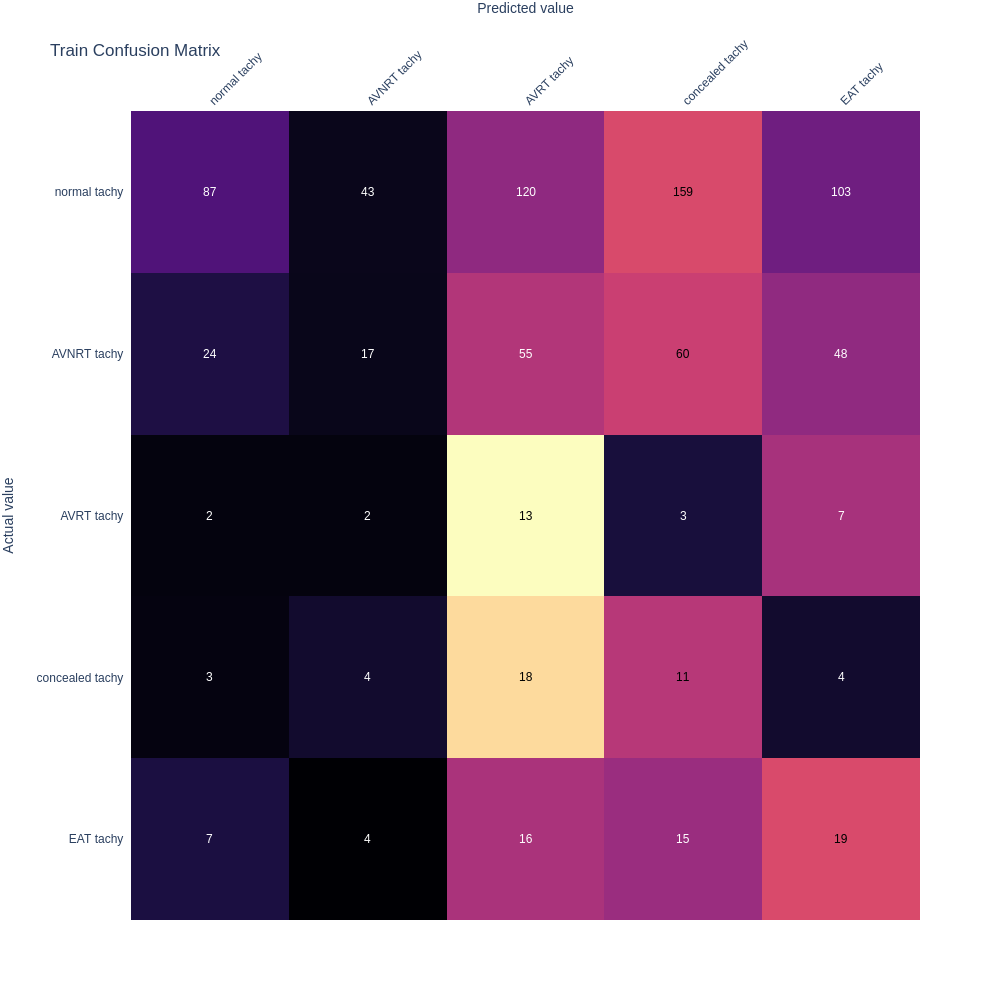 Predicted value
Train Confusion Matrix
normal tachy AVNRT tachy AVRT tachy concealed tachy EAT tachy
normal tachy 87 43 120 159 103
AVNRT tachy 24 17 55 60 48
Actual value
AVRT tachy 2 2 13 3 7
concealed tachy 3 4 18 11 4
EAT tachy 7 4 16 15 19